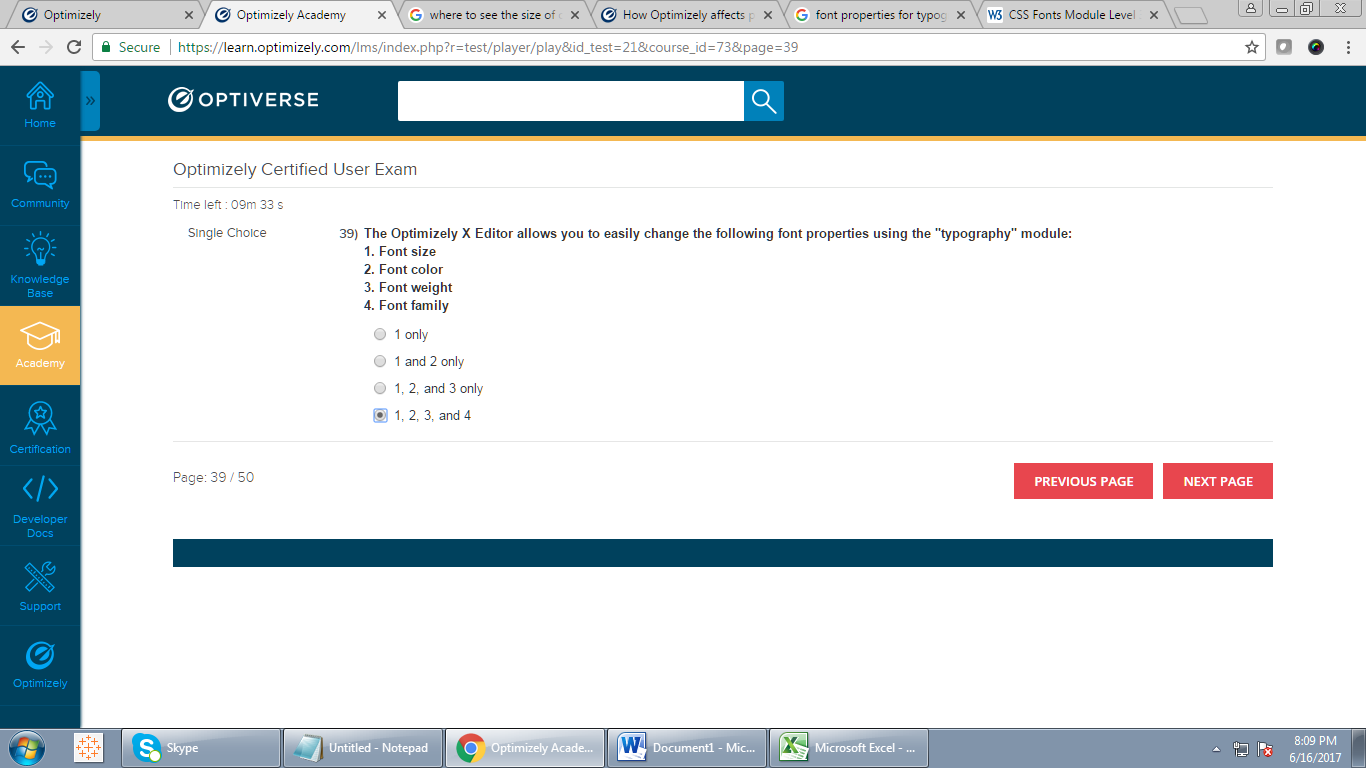 Optimizely
Optimizely Academy
where to see the size of
How Optimizely affects
font properties for typog
CSS Fonts Module Level
Secure
https://learn.optimizely.com/lms/index.php?r=test/player/play&id_test=21&course_id=73&page=39
Home
»
OPTIVERSE
Community
Knowledge
Base
Academy
Certification
Developer
Docs
Support
Optimizely
Optimizely Certified User Exam
Time left : 09m 33 s
Single Choice
39) The Optimizely X Editor allows you to easily change the following font properties using the "typography" module:
1. Font size
2. Font color
3. Font weight
4. Font family
1 only
1 and 2 only
1, 2, and 3 only
1, 2, 3, and 4
Page: 39 / 50
PREVIOUS PAGE
NEXT PAGE
Skype
Untitled - Notepad
Optimizely Acade...
Document1 - Mic...
Microsoft Excel - ...
8:09 PM
6/16/2017